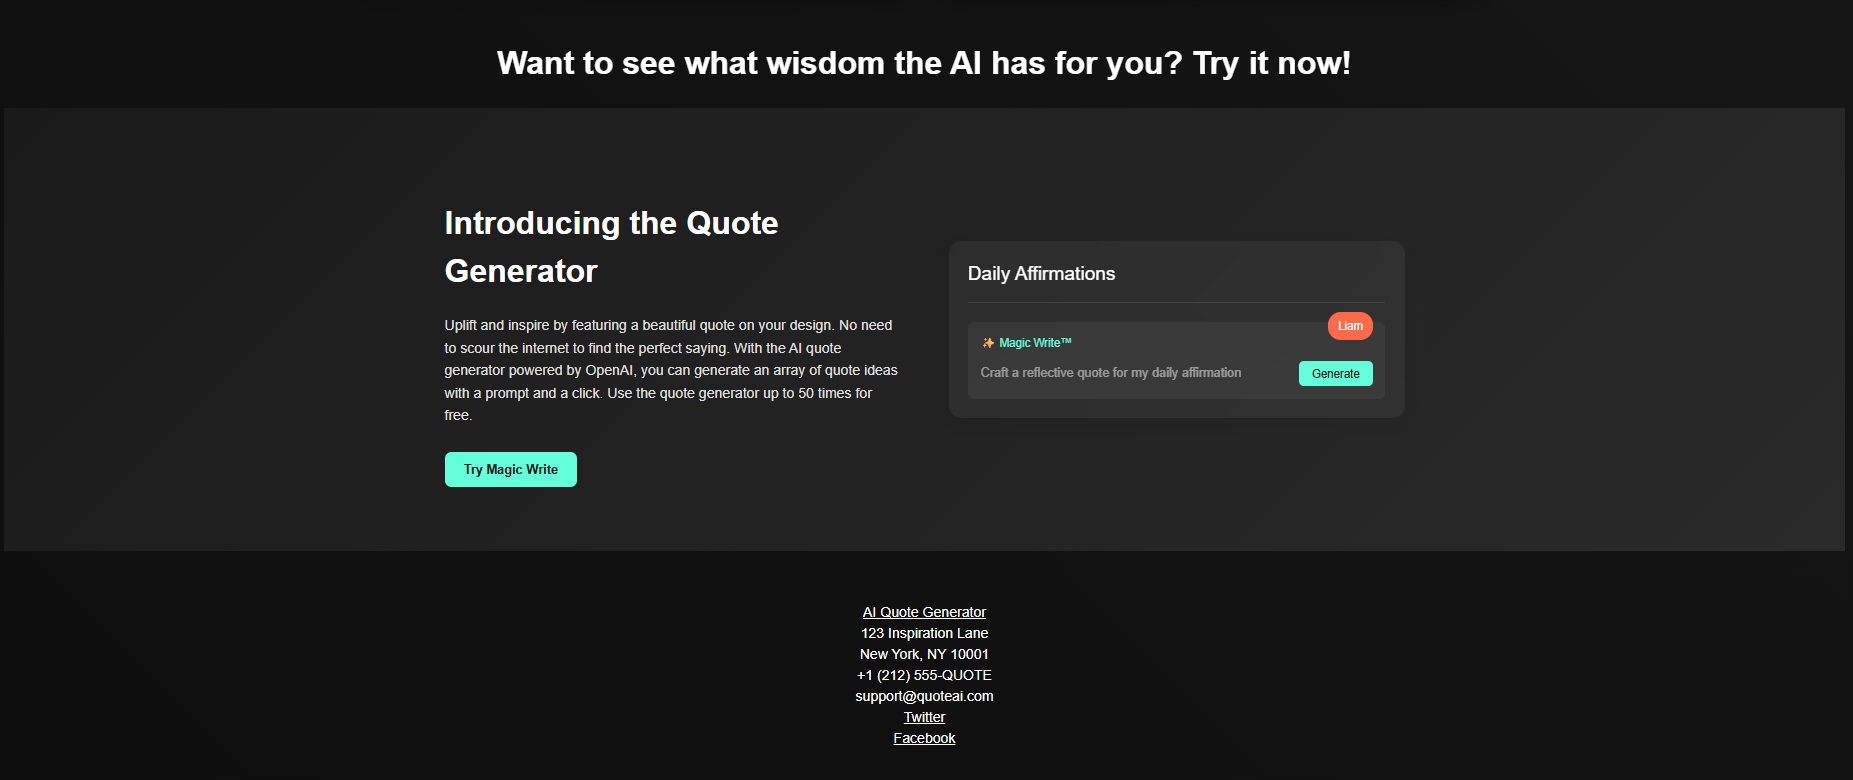 Want to see what wisdom the AI has for you? Try it now!
Introducing the Quote
Generator
Uplift and inspire by featuring a beautiful quote on your design. No need
to scour the internet to find the perfect saying. With the AI quote
generator powered by OpenAI, you can generate an array of quote ideas
with a prompt and a click. Use the quote generator up to 50 times for
free.
Try Magic Write
Daily Affirmations
Liam
✨ Magic Write™
Craft a reflective quote for my daily affirmation
Generate
AI Quote Generator
123 Inspiration Lane
New York, NY 10001
+1 (212) 555-QUOTE
support@quoteai.com
Twitter
Facebook